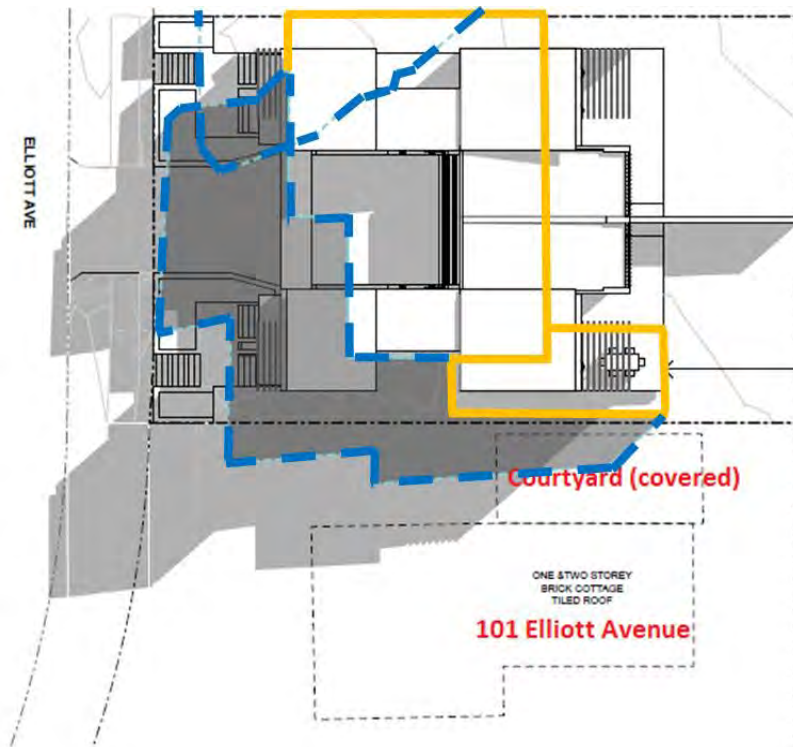 ELLIOTT AVE
Courtyard (covered)
ONE & TWO STOREY
BRICK COTTAGE
TILED ROOF
101 Elliott Avenue